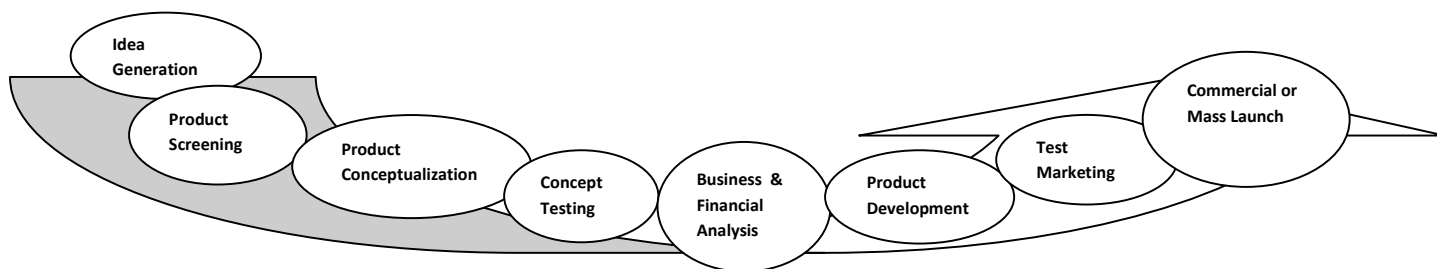 Idea
Generation
Product
Screening
Product
Conceptualization
Concept
Testing
Business &
Financial
Analysis
Product
Development
Test
Marketing
Commercial or
Mass Launch